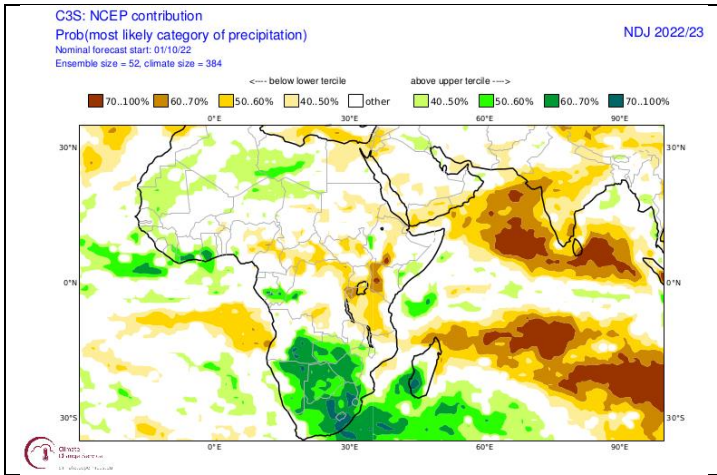 C3S: NCEP contribution
Prob(most likely category of precipitation)
NDJ 2022/23
Nominal forecast start: 01/10/22
Ensemble size = 52, climate size = 384
<---- below lower tercile
above upper tercile ---->
70..100% 60..70% 50..60% 40..50% other 40..50% 50..60% 60..70% 70..100%
0°E 30°E 60°E 90°E
30°N 30°N
0°N 0°N
30°S 30°S
0°E 30°E 60°E 90°E
Climate
Change Service